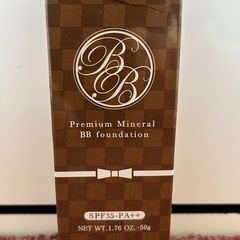 BB
Premium Mineral
BB foundation
SPF35·PA++
NET WT. 1.76 OZ.-50g